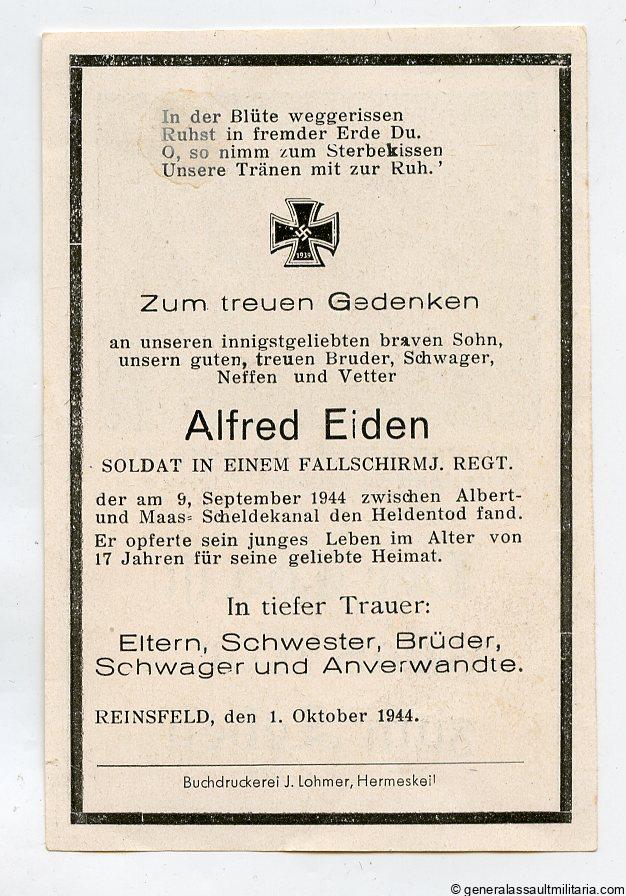 In der Blüte weggerissen
Ruhst in fremder Erde Du.
O, so nimm zum Sterbekissen
Unsere Tränen mit zur Ruh.'
1939
Zum treuen Gedenken
an unseren innigstgeliebten braven Sohn,
unsern guten, treuen Bruder, Schwager,
Neffen und Vetter
Alfred Eiden
SOLDAT IN EINEM FALLSCHIRMJ. REGT.
der am 9. September 1944 zwischen Albert-
und Maas= Scheldekanal den Heldentod fand.
Er opferte sein junges Leben im Alter von
17 Jahren für seine geliebte Heimat.
In tiefer Trauer:
Eltern, Schwester, Brüder,
Schwager und Anverwandte.
REINSFELD, den 1. Oktober 1944.
Buchdruckerei J. Lohmer, Hermeskeil
© generalassaultmilitaria.com